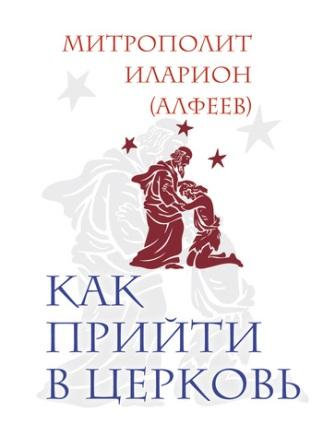 МИТРОПОЛИТ
ИЛАРИОН
(АЛФЕЕВ)
КАК
ПРИЙТИ
В ЦЕРКОВЬ